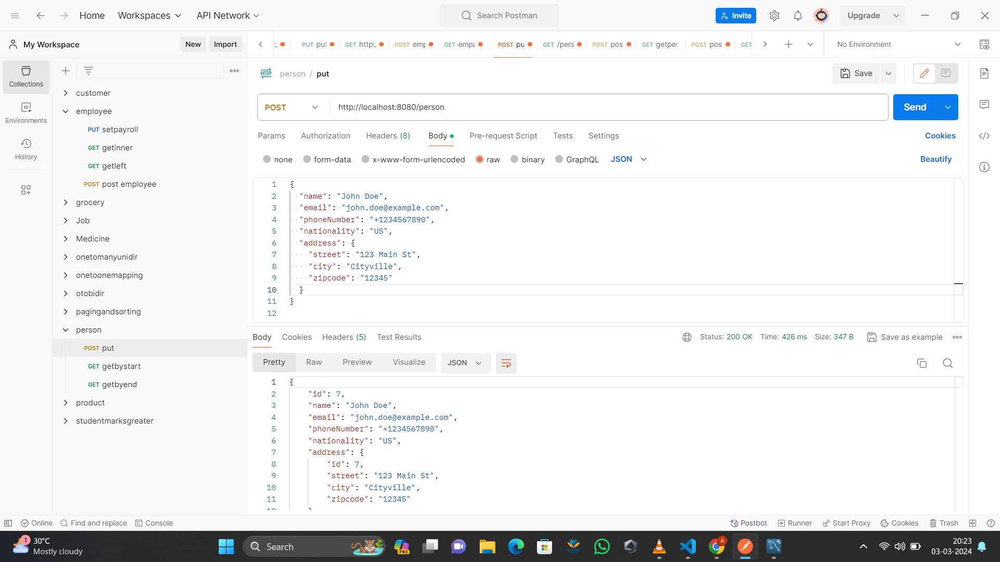 Home
Workspaces
API Network
Search Postman
Invite
Upgrade
My Workspace
New
Import
PUT put
GET http:/
POST emp
GET empa
POST pu
GET /pers
POST pos
GET getper
POST pos
GET
No Environment
Collections
Environments
History
customer
employee
PUT setpayroll
GET getinner
GET getleft
POST post employee
grocery
Job
Medicine
onetomanyunidir
onetoonemapping
otobidir
pagingandsorting
person
POST put
GET getbystart
GET getbyend
product
studentmarksgreater
HTTP person / put
Save
POST
http://localhost:8080/person
Send
Params
Authorization
Headers (8)
Body
Pre-request Script
Tests
Settings
Cookies
none
form-data
x-www-form-urlencoded
raw
binary
GraphQL
JSON
Beautify
1 {
2 "name": "John Doe",
3 "email": "john.doe@example.com",
4 "phoneNumber": "+1234567890",
5 "nationality": "US",
6 "address": {
7 "street": "123 Main St",
8 "city": "Cityville",
9 "zipcode": "12345"
10 }
11 }
12
Body
Cookies
Headers (5)
Test Results
Status: 200 OK
Time: 426 ms
Size: 347 B
Save as example
Pretty
Raw
Preview
Visualize
JSON
1 {
2 "id": 7,
3 "name": "John Doe",
4 "email": "john.doe@example.com",
5 "phoneNumber": "+1234567890",
6 "nationality": "US",
7 "address": {
8 "id": 7,
9 "street": "123 Main St",
10 "city": "Cityville",
11 "zipcode": "12345"
Online
Find and replace
Console
Postbot
Runner
Start Proxy
Cookies
Trash
1
30°C
Mostly cloudy
Search
PRE
A
20:23
03-03-2024